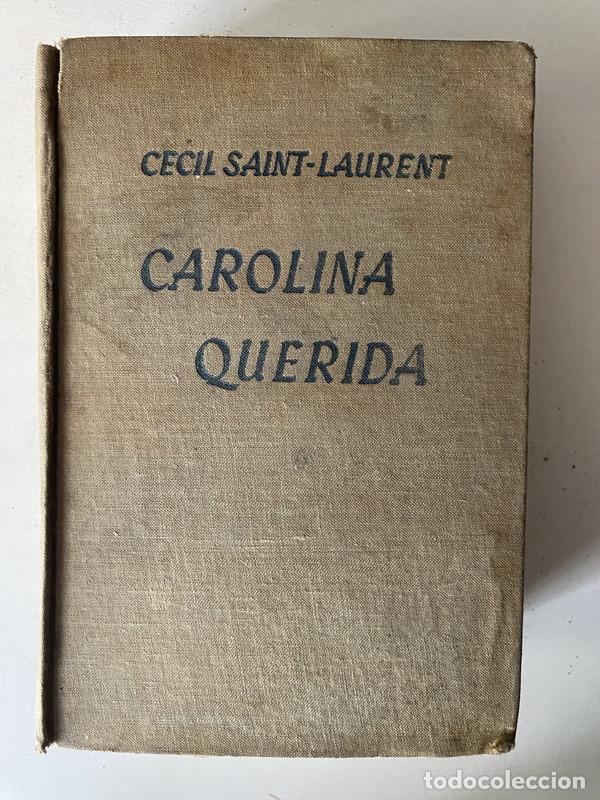 CECIL SAINT-LAURENT
CAROLINA
QUERIDA
todocoleccion